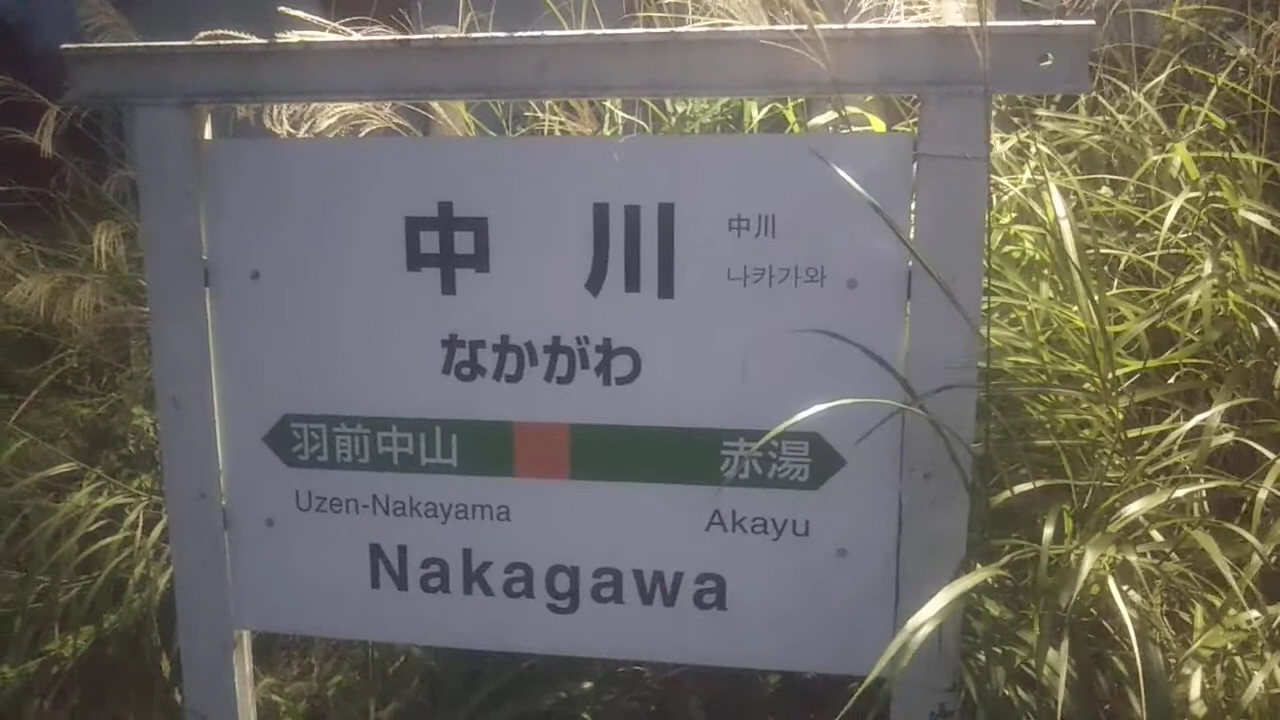 中川
中川
나카가와
なかがわ
羽前中山 赤湯
Uzen-Nakayama Akayu
Nakagawa